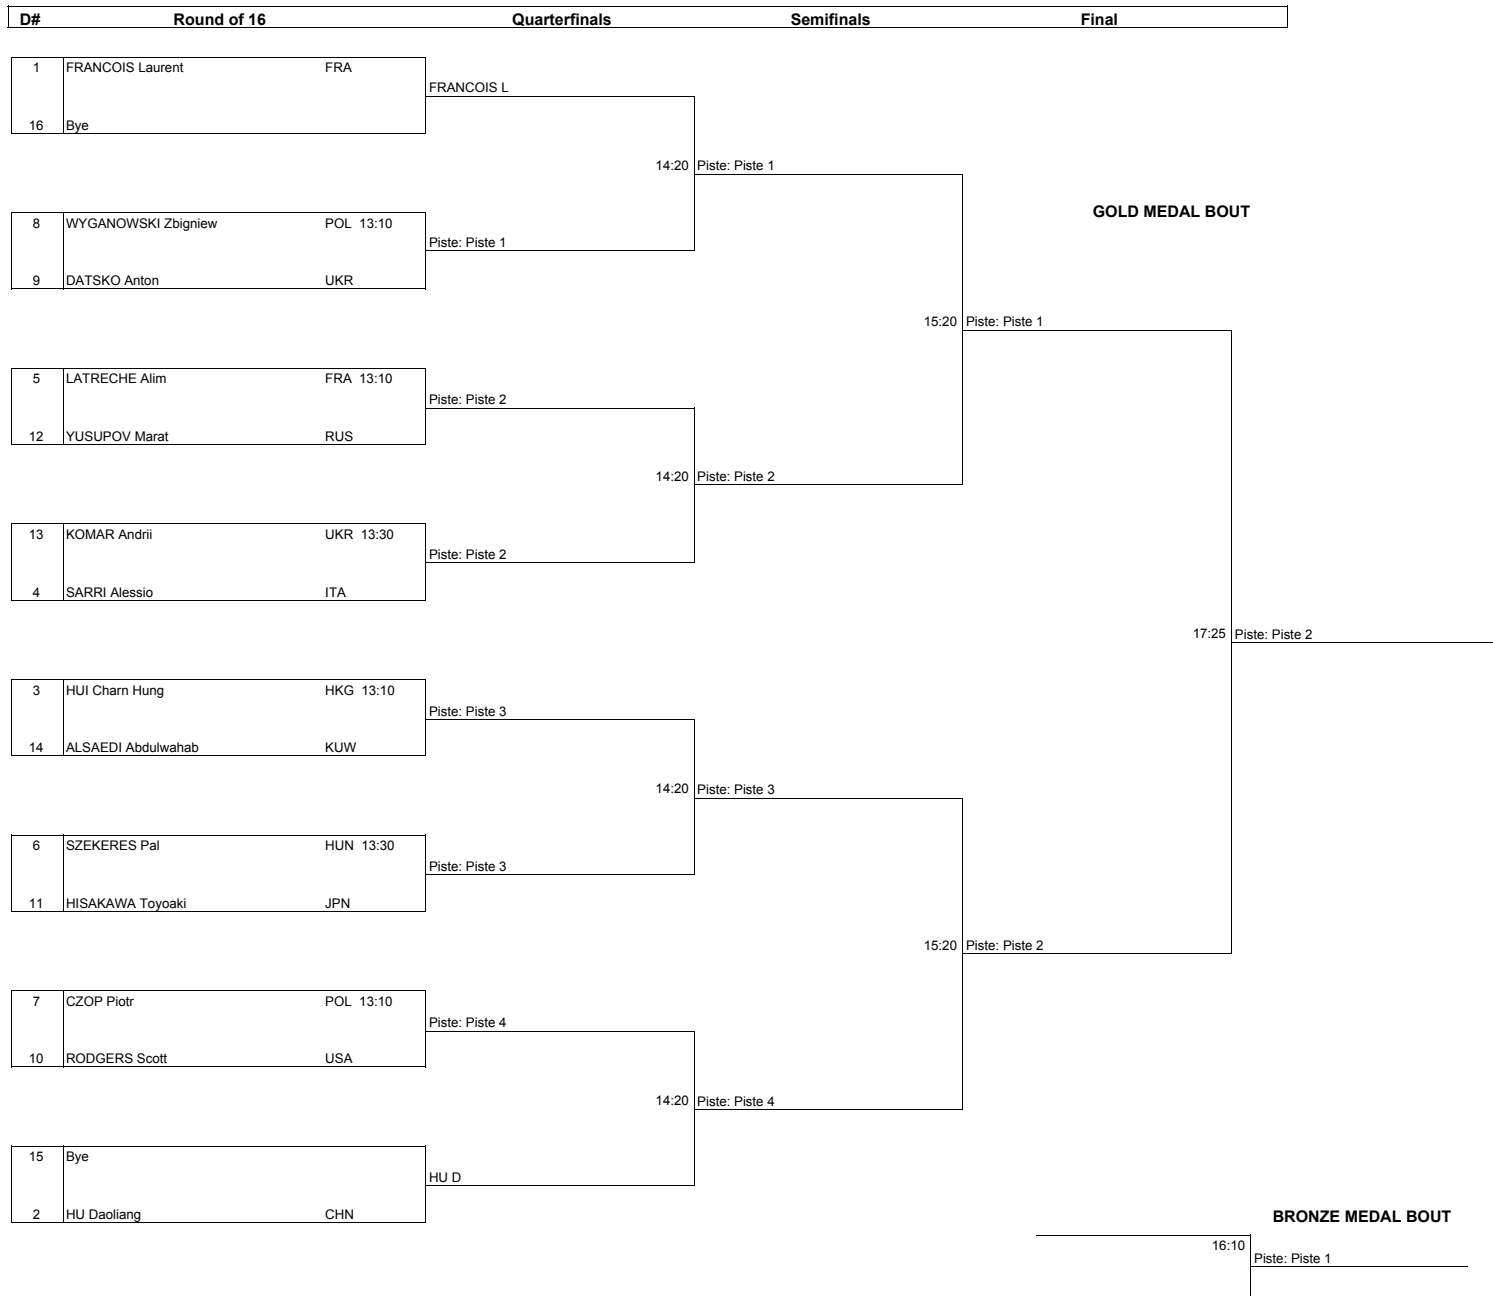 D# Round of 16 Quarterfinals Semifinals Final
1 FRANCOIS Laurent FRA
FRANCOIS L
16 Bye
14:20 Piste: Piste 1
GOLD MEDAL BOUT
8 WYGANOWSKI Zbigniew POL 13:10
Piste: Piste 1
9 DATSKO Anton UKR
15:20 Piste: Piste 1
5 LATRECHE Alim FRA 13:10
Piste: Piste 2
12 YUSUPOV Marat RUS
14:20 Piste: Piste 2
13 KOMAR Andrii UKR 13:30
Piste: Piste 2
4 SARRI Alessio ITA
17:25 Piste: Piste 2
3 HUI Charn Hung HKG 13:10
Piste: Piste 3
14 ALSAEDI Abdulwahab KUW
14:20 Piste: Piste 3
6 SZEKERES Pal HUN 13:30
Piste: Piste 3
11 HISAKAWA Toyoaki JPN
15:20 Piste: Piste 2
7 CZOP Piotr POL 13:10
Piste: Piste 4
10 RODGERS Scott USA
14:20 Piste: Piste 4
15 Bye
HU D
2 HU Daoliang CHN
BRONZE MEDAL BOUT
16:10 Piste: Piste 1